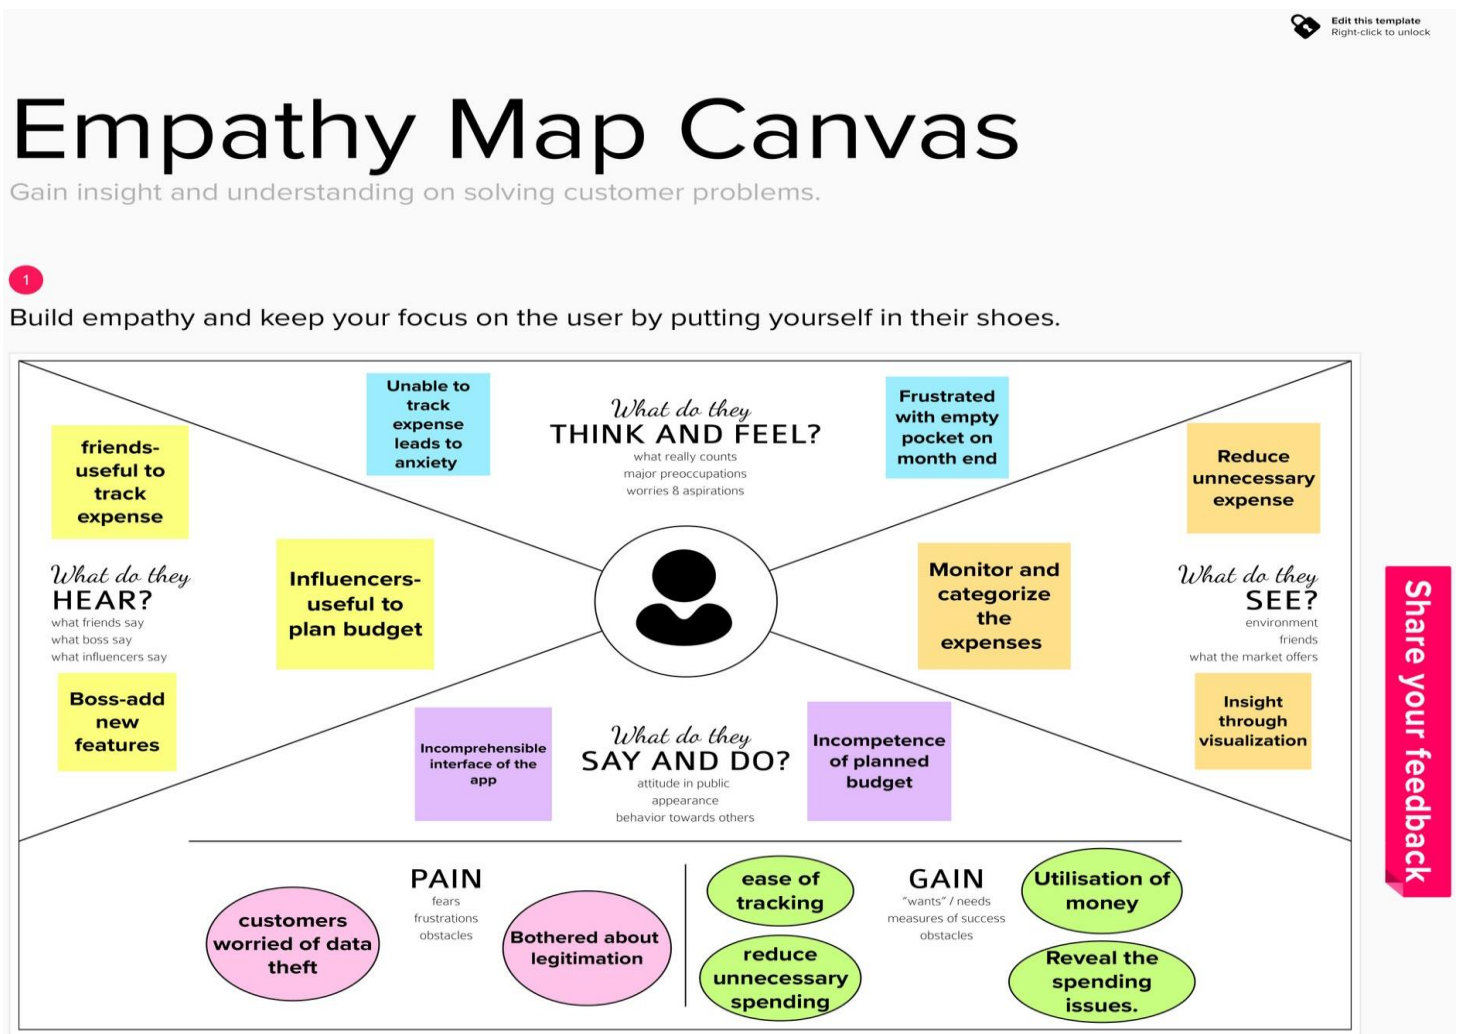 Edit this template
Right-click to unlock
Empathy Map Canvas
Gain insight and understanding on solving customer problems.
1
Build empathy and keep your focus on the user by putting yourself in their shoes.
Unable to
track
expense
leads to
anxiety
What do they
THINK AND FEEL?
what really counts
major preoccupations
worries & aspirations
Frustrated
with empty
pocket on
month end
friends-
useful to
track
expense
Influencers-
useful to
plan budget
What do they
HEAR?
what friends say
what boss say
what influencers say
Boss-add
new
features
Reduce
unnecessary
expense
Monitor and
categorize
the
expenses
What do they
SEE?
environment
friends
what the market offers
Insight
through
visualization
Incomprehensible
interface of the
app
What do they
SAY AND DO?
attitude in public
appearance
behavior towards others
Incompetence
of planned
budget
PAIN
fears
frustrations
obstacles
customers
worried of data
theft
Bothered about
legitimation
GAIN
"wants" / needs
measures of success
obstacles
ease of
tracking
reduce
unnecessary
spending
Utilisation of
money
Reveal the
spending
issues.
Share your feedback